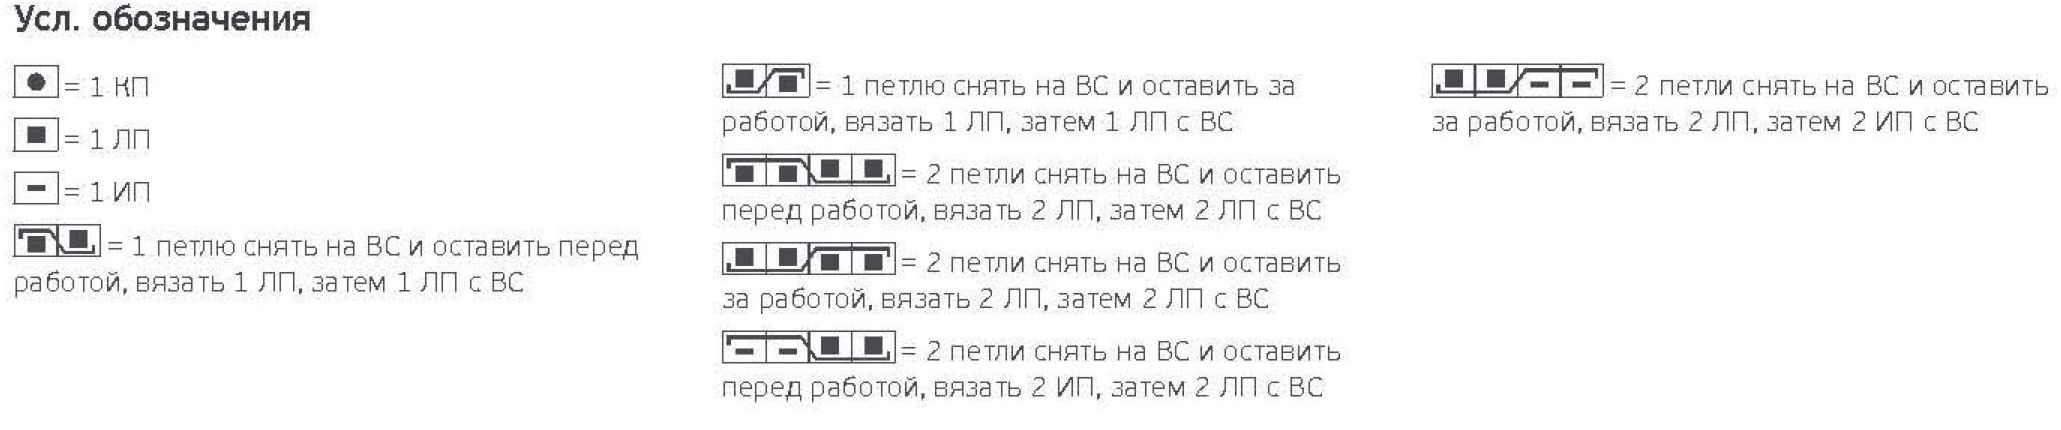 Усл. обозначения
= 1 КП
= 1 ЛП
= 1 ИП
= 1 петлю снять на ВС и оставить перед
работой, вязать 1 ЛП, затем 1 ЛП с ВС
= 1 петлю снять на ВС и оставить за
работой, вязать 1 ЛП, затем 1 ЛП с ВС
= 2 петли снять на ВС и оставить
перед работой, вязать 2 ЛП, затем 2 ЛП с ВС
= 2 петли снять на ВС и оставить
за работой, вязать 2 ЛП, затем 2 ЛП с ВС
= 2 петли снять на ВС и оставить
перед работой, вязать 2 ИП, затем 2 ЛП с ВС
= 2 петли снять на ВС и оставить
за работой, вязать 2 ЛП, затем 2 ИП с ВС